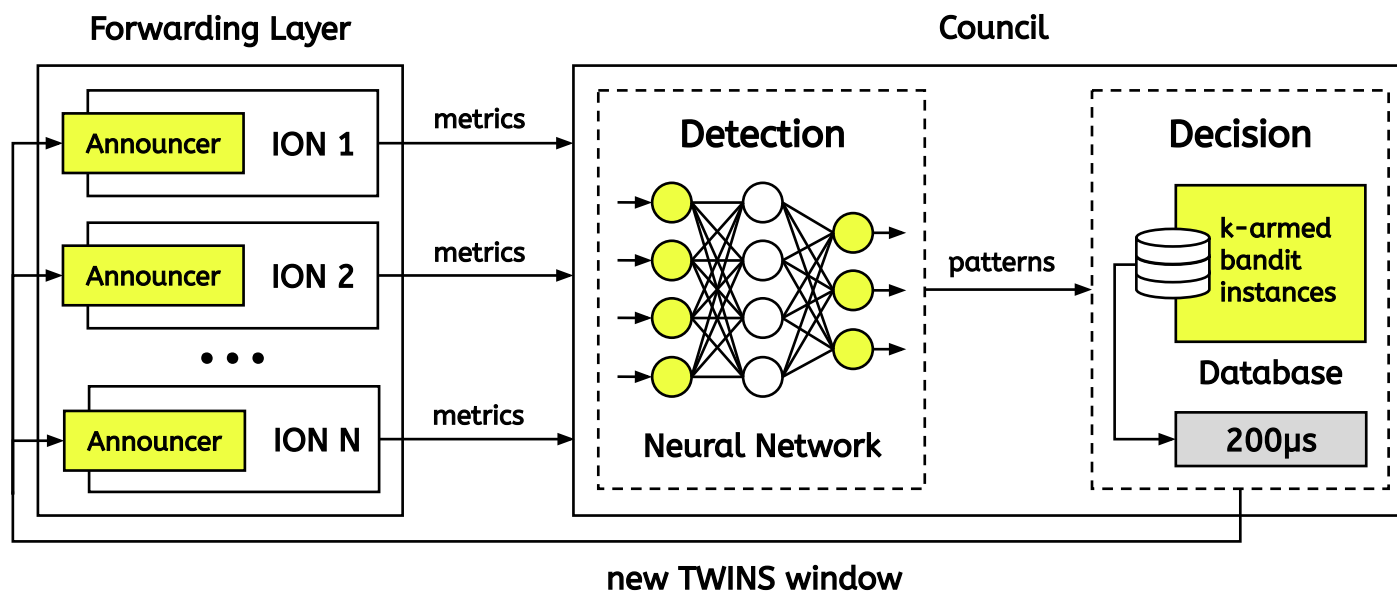 Forwarding Layer
Council
Announcer
ION 1
metrics
Announcer
ION 2
metrics
Announcer
ION N
metrics
Detection
Neural Network
patterns
Decision
k-armed
bandit
instances
Database
200µs
new TWINS window